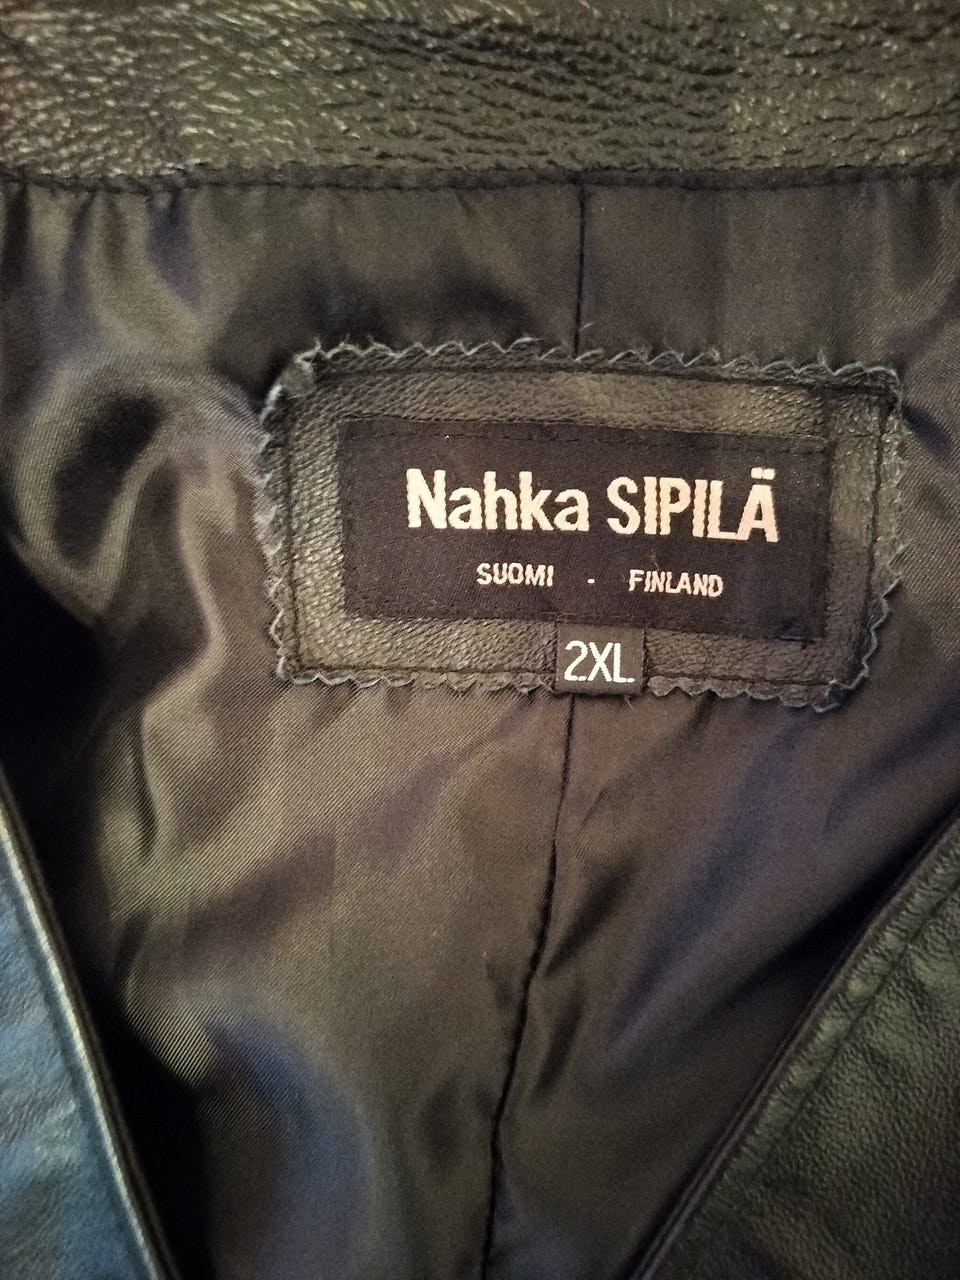 Nahka SIPILÄ
SUOMI - FINLAND
2XL